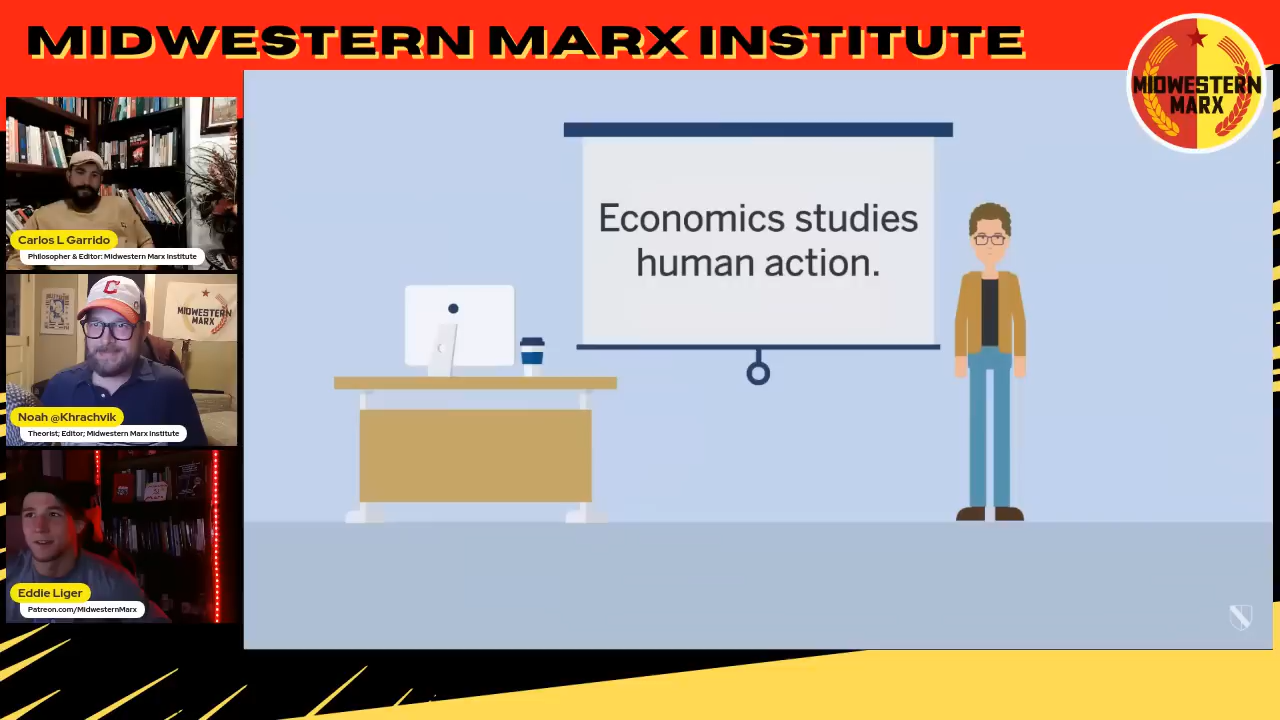 MIDWESTERN MARX INSTITUTE
MIDWESTERN
MARX
Economics studies
human action.
Carlos L Garrido
Philosopher & Editor: Midwestern Marx Institute
MIDWESTERN
MARX
C
Noah @Khrachvik
Theorist; Editor; Midwestern Marx Institute
Eddie Liger
Patreon.com/MidwesternMarx